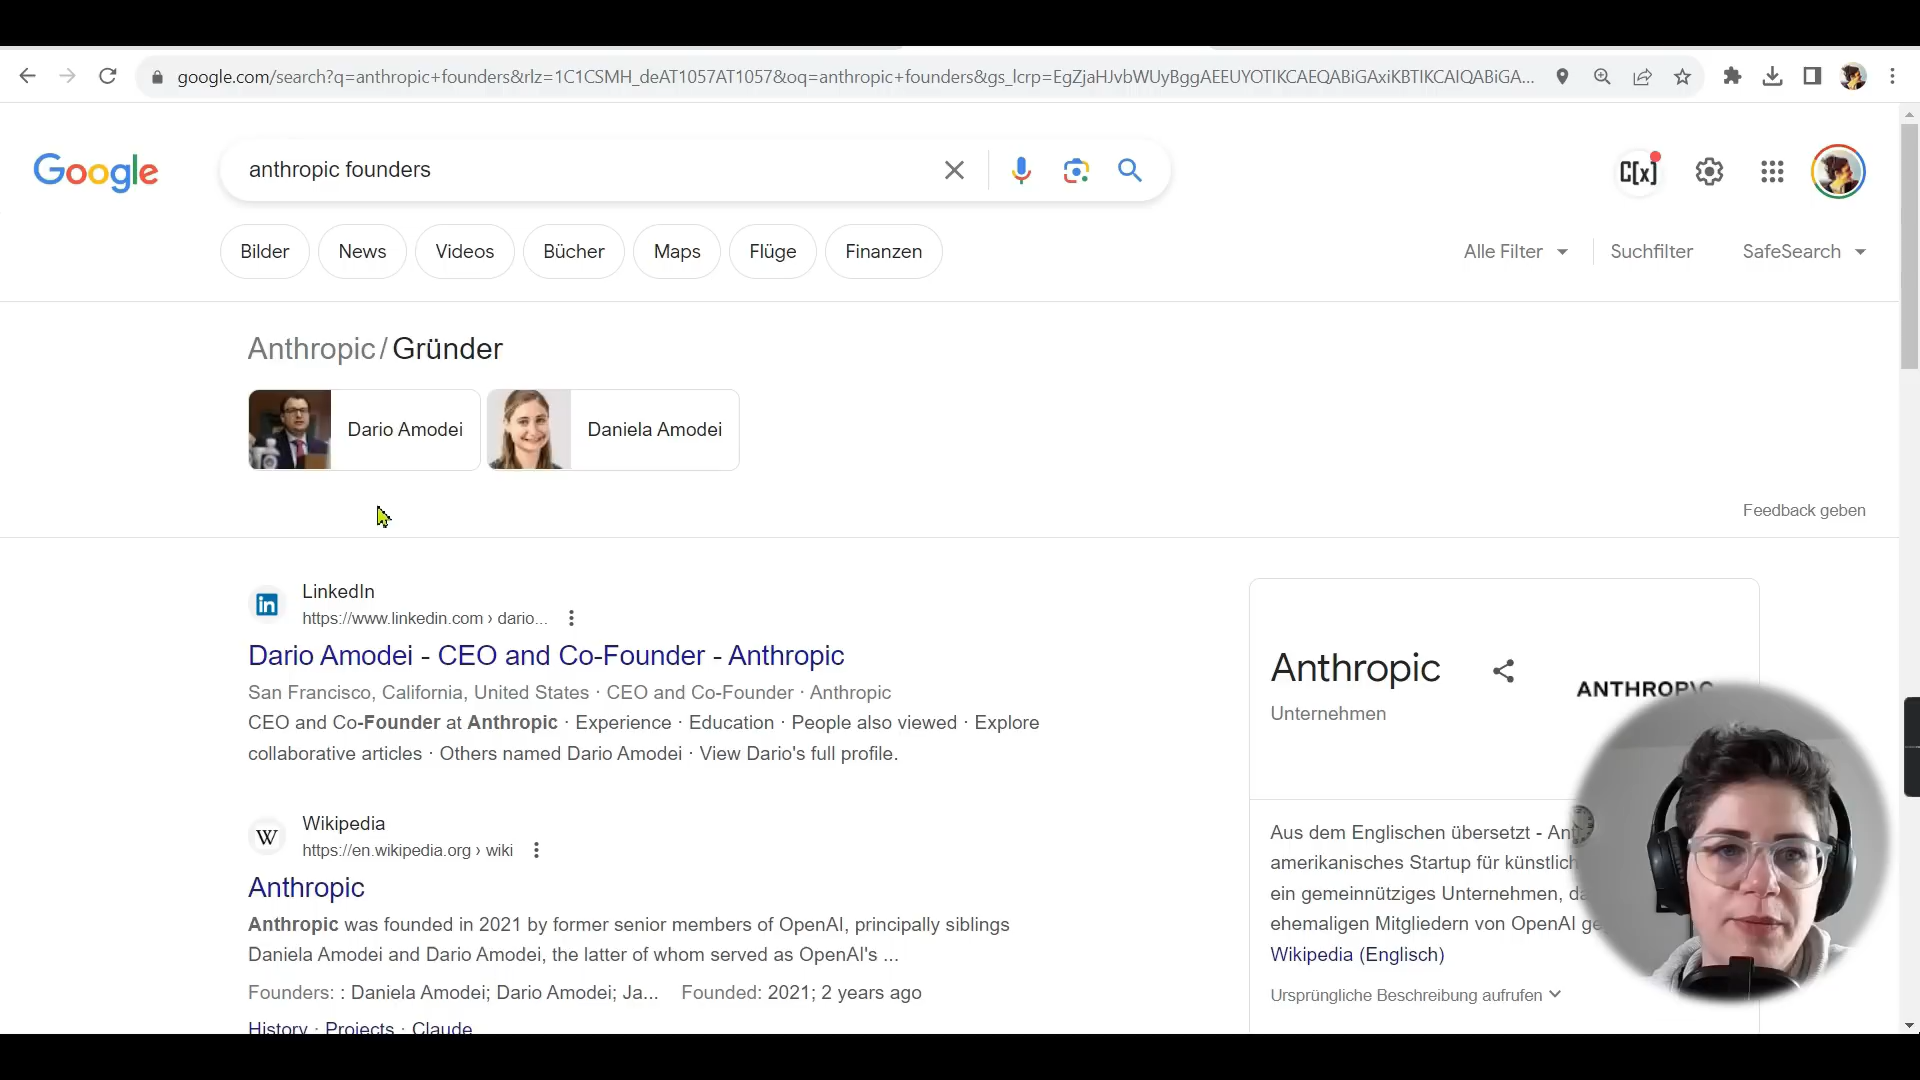 google.com/search?q=anthropic+founders&rlz=1C1CSMH_deAT1057AT1057&oq=anthropic+founders&gs_lcrp=EgZjaHJvbWUyBggAEEUYOTIKCAEQABiGAxiKBTIKCAIQABiGA...
Google
anthropic founders
C[x]
Bilder
News
Videos
Bücher
Maps
Flüge
Finanzen
Alle Filter
Suchfilter
SafeSearch
Anthropic / Gründer
Dario Amodei
Daniela Amodei
Feedback geben
LinkedIn
https://www.linkedin.com › dario...
Dario Amodei - CEO and Co-Founder - Anthropic
San Francisco, California, United States · CEO and Co-Founder · Anthropic
CEO and Co-Founder at Anthropic · Experience · Education · People also viewed · Explore
collaborative articles · Others named Dario Amodei · View Dario's full profile.
W
Wikipedia
https://en.wikipedia.org › wiki
Anthropic
Anthropic was founded in 2021 by former senior members of OpenAI, principally siblings
Daniela Amodei and Dario Amodei, the latter of whom served as OpenAI's ...
Founders: : Daniela Amodei; Dario Amodei; Ja... Founded: 2021; 2 years ago
History · Projects · Claude
Anthropic
Unternehmen
ANTHROPIC
Aus dem Englischen übersetzt -
amerikanisches Startup für
ein gemeinnütziges Unternehmen,
ehemaligen Mitgliedern von OpenAI
Wikipedia (Englisch)
Ursprüngliche Beschreibung aufrufen